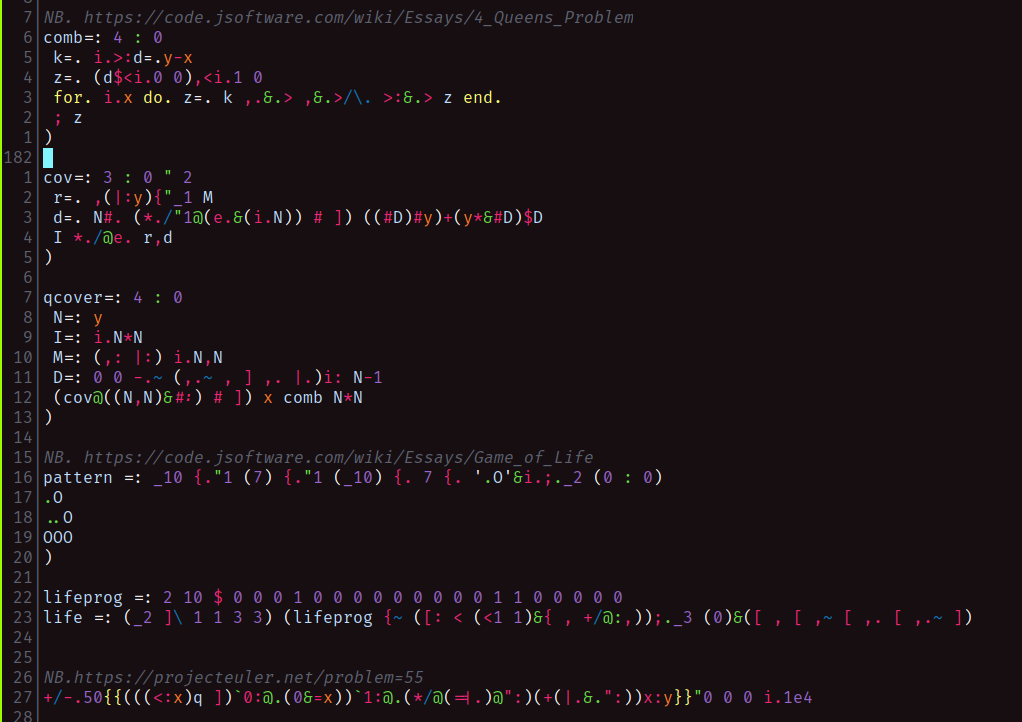 7 NB. https://code.jsoftware.com/wiki/Essays/4_Queens_Problem
6 comb=: 4 : 0
5  k=. i.>:d=.y-x
4  z=. (d$<i.0 0),<i.1 0
3  for. i.x do. z=. k ,.&.> ,&.>/\. >:&.> z end.
2  ; z
1 )
182
1 cov=: 3 : 0 " 2
2  r=. ,(|:y){"_1 M
3  d=. N#. (*./"1@(e.&(i.N)) # ]) ((#D)#y)+(y*&#D)$D
4  I *./@e. r,d
5 )
6
7 qcover=: 4 : 0
8  N=: y
9  I=: i.N*N
10  M=: (,: |:) i.N,N
11  D=: 0 0 -.~ (,.~ , ] ,. |.)i: N-1
12  (cov@((N,N)&#:) # ]) x comb N*N
13 )
14
15 NB. https://code.jsoftware.com/wiki/Essays/Game_of_Life
16 pattern =: _10 {."1 (7) {."1 (_10) {. 7 {. '.O'&i.;._2 (0 : 0)
17 .O
18 ..O
19 OOO
20 )
21
22 lifeprog =: 2 10 $ 0 0 0 1 0 0 0 0 0 0 0 0 0 1 1 0 0 0 0 0
23 life =: (_2 ]\ 1 1 3 3) (lifeprog {~ ([: < (<1 1)&{ , +/@:,));._3 (0)&([ , [ ,~ [ ,. [ ,.~ ])
24
25
26 NB.https://projecteuler.net/problem=55
27 +/-.50{{(((<:x)q ])`0:@.(0&=x))`1:@.(*/@(=|.)@":)(+(|.&.":))x:y}}"0 0 0 i.1e4
28